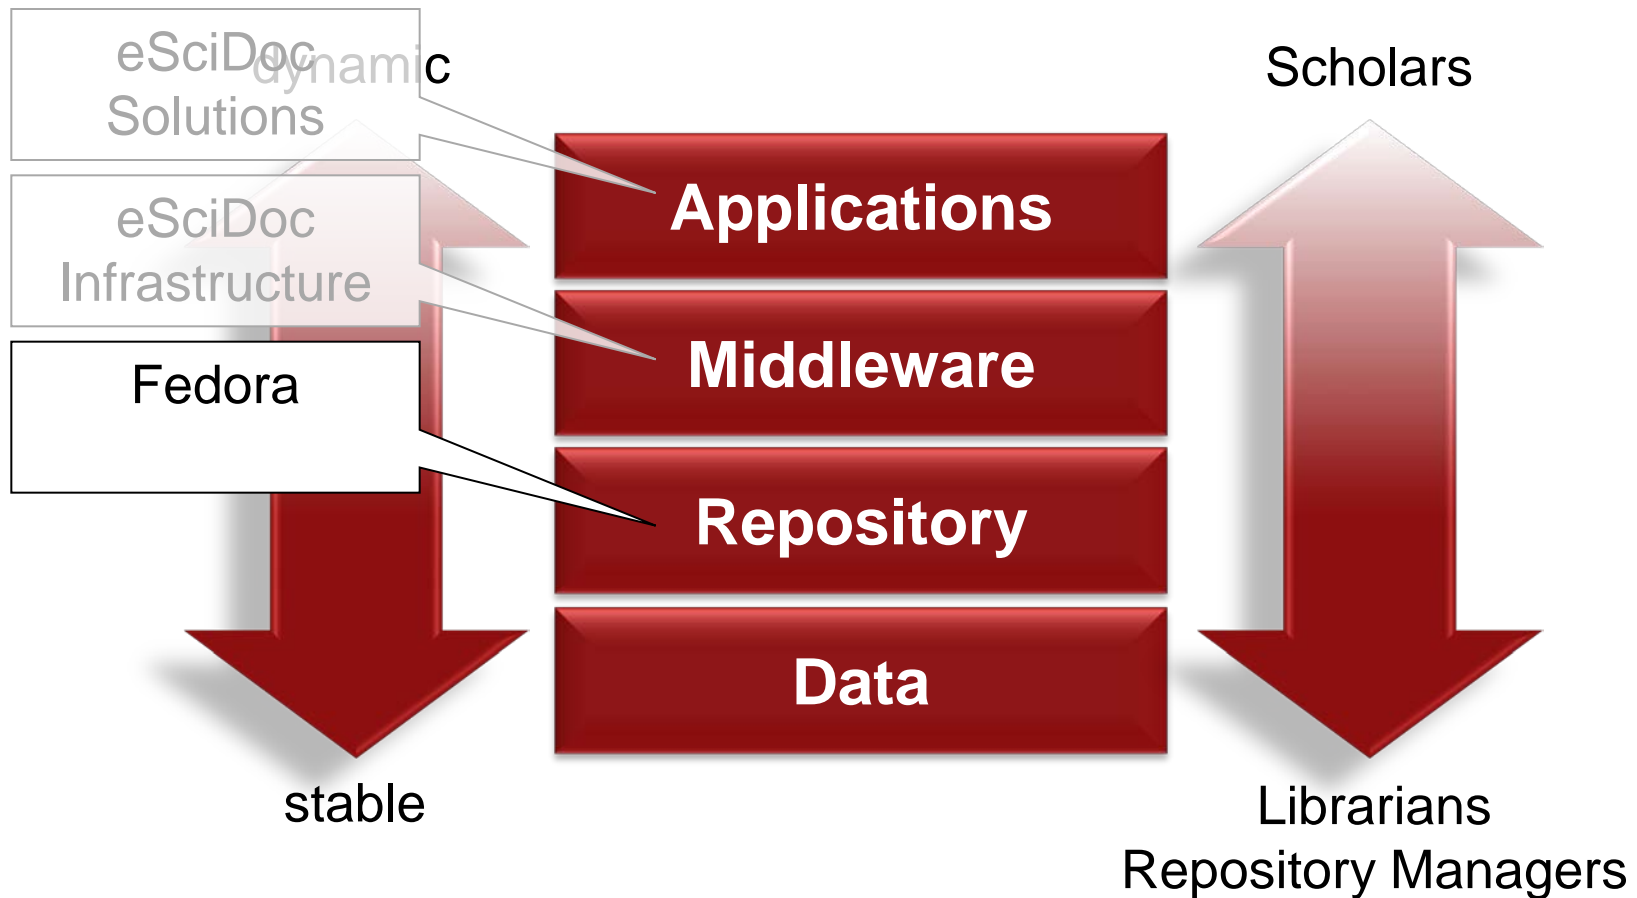 eSciDoc
Solutions
dynamic
Scholars
Applications
eSciDoc
Infrastructure
Middleware
Fedora
Repository
Data
stable
Librarians
Repository Managers